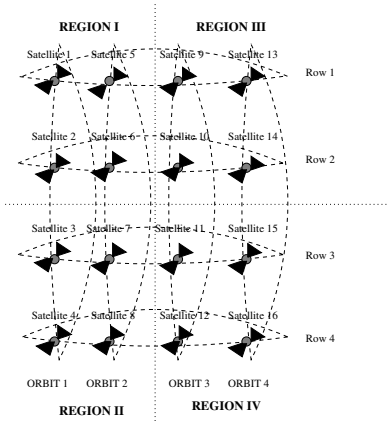 REGION I REGION III
Satellite 1 Satellite 5 Satellite 9 Satellite 13
Row 1
Satellite 2 Satellite 6 Satellite 10 Satellite 14
Row 2
Satellite 3 Satellite 7 Satellite 11 Satellite 15
Row 3
Satellite 4 Satellite 8 Satellite 12 Satellite 16
Row 4
ORBIT 1 ORBIT 2 ORBIT 3 ORBIT 4
REGION II REGION IV